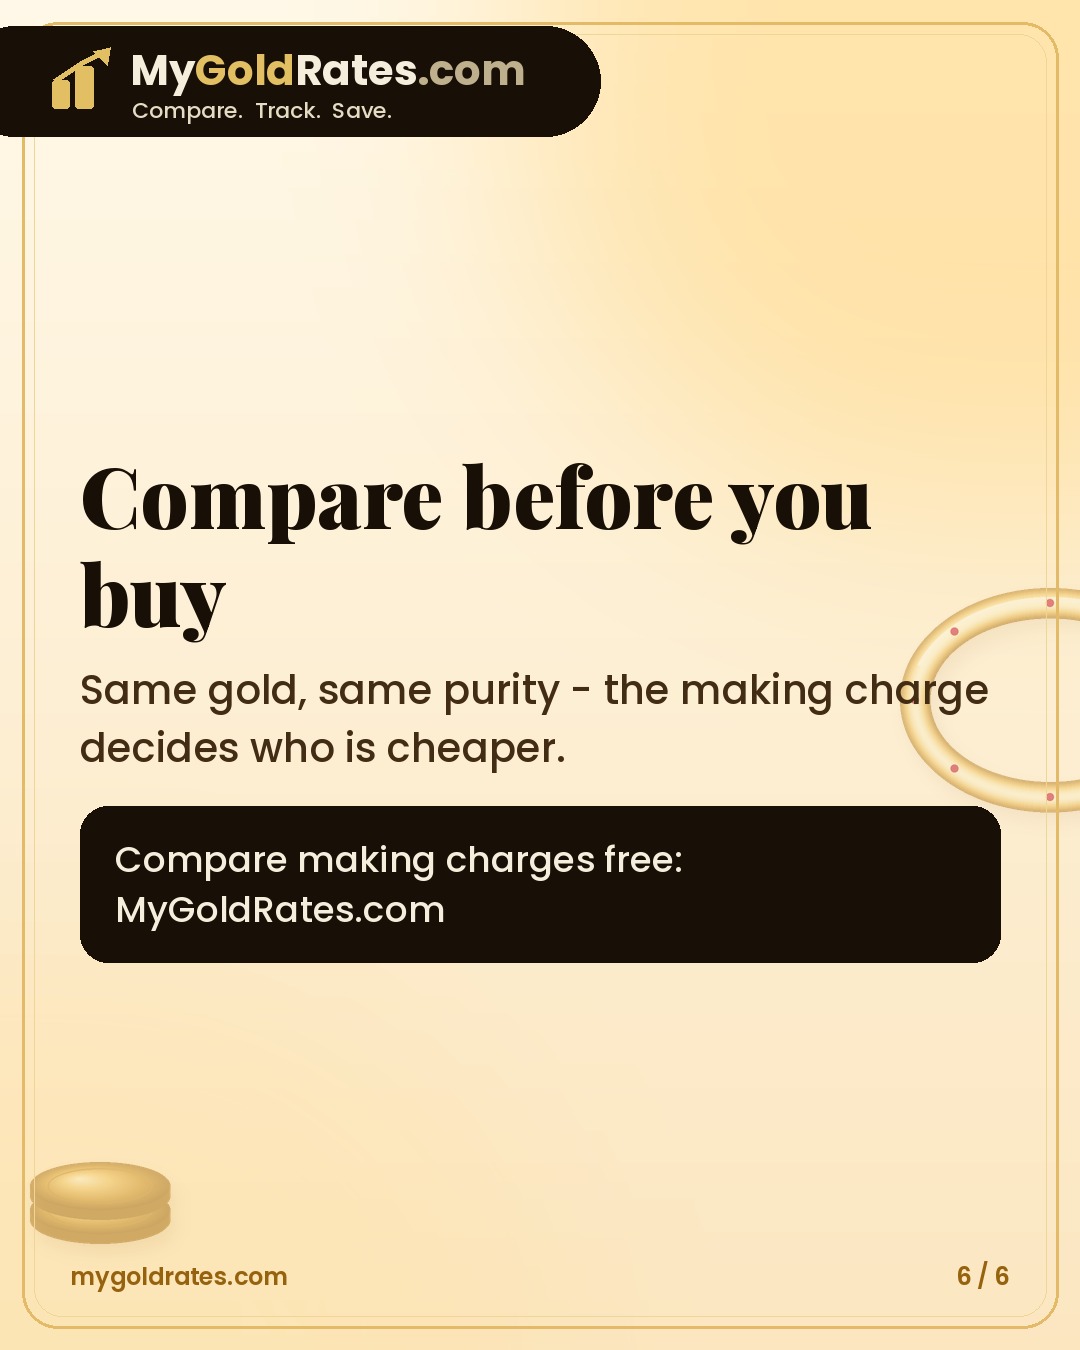 MyGoldRates.com
Compare. Track. Save.
Compare before you
buy
Same gold, same purity - the making charge
decides who is cheaper.
Compare making charges free:
MyGoldRates.com
mygoldrates.com
6 / 6